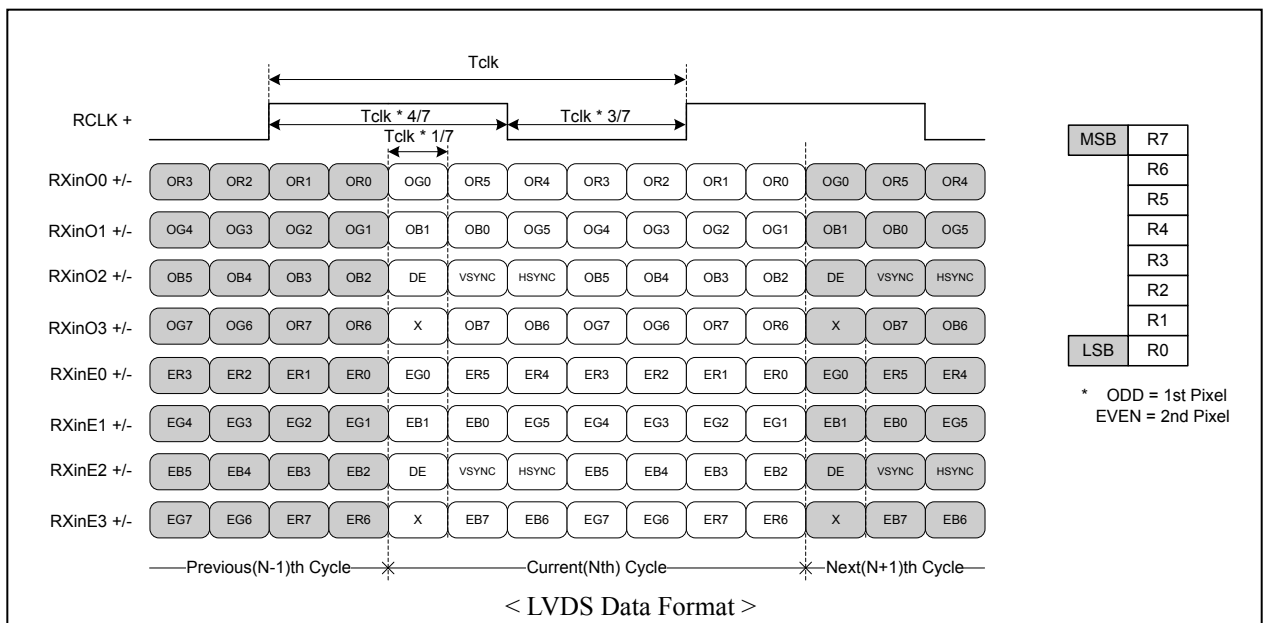 Tclk
RCLK +
Tclk * 4/7
Tclk * 3/7
Tclk * 1/7
RXinO0 +/- OR3 OR2 OR1 OR0 OG0 OR5 OR4 OR3 OR2 OR1 OR0 OG0 OR5 OR4
RXinO1 +/- OG4 OG3 OG2 OG1 OB1 OB0 OG5 OG4 OG3 OG2 OG1 OB1 OB0 OG5
RXinO2 +/- OB5 OB4 OB3 OB2 DE VSYNC HSYNC OB5 OB4 OB3 OB2 DE VSYNC HSYNC
RXinO3 +/- OG7 OG6 OR7 OR6 X OB7 OB6 OG7 OG6 OR7 OR6 X OB7 OB6
RXinE0 +/- ER3 ER2 ER1 ER0 EG0 ER5 ER4 ER3 ER2 ER1 ER0 EG0 ER5 ER4
RXinE1 +/- EG4 EG3 EG2 EG1 EB1 EB0 EG5 EG4 EG3 EG2 EG1 EB1 EB0 EG5
RXinE2 +/- EB5 EB4 EB3 EB2 DE VSYNC HSYNC EB5 EB4 EB3 EB2 DE VSYNC HSYNC
RXinE3 +/- EG7 EG6 ER7 ER6 X EB7 EB6 EG7 EG6 ER7 ER6 X EB7 EB6
Previous(N-1)th Cycle Current(Nth) Cycle Next(N+1)th Cycle
MSB R7
R6
R5
R4
R3
R2
R1
LSB R0
* ODD = 1st Pixel
EVEN = 2nd Pixel
< LVDS Data Format >